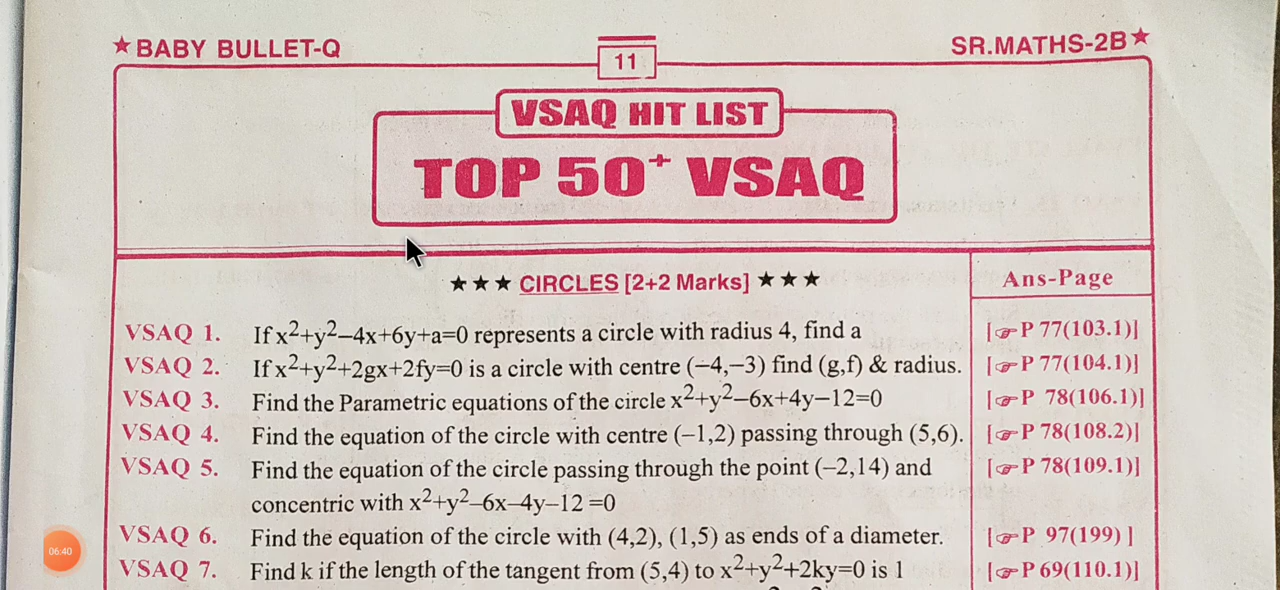 ★BABY BULLET-Q
11
SR.MATHS-2B★
VSAQ HIT LIST
TOP 50⁺ VSAQ
★★★ CIRCLES [2+2 Marks] ★★★
Ans-Page
VSAQ 1. If x²+y²–4x+6y+a=0 represents a circle with radius 4, find a [☞P 77(103.1)]
VSAQ 2. If x²+y²+2gx+2fy=0 is a circle with centre (–4,–3) find (g,f) & radius. [☞P 77(104.1)]
VSAQ 3. Find the Parametric equations of the circle x²+y²–6x+4y–12=0 [☞P 78(106.1)]
VSAQ 4. Find the equation of the circle with centre (–1,2) passing through (5,6). [☞P 78(108.2)]
VSAQ 5. Find the equation of the circle passing through the point (–2,14) and [☞P 78(109.1)]
concentric with x²+y²–6x–4y–12 =0
VSAQ 6. Find the equation of the circle with (4,2), (1,5) as ends of a diameter. [☞P 97(199) ]
06:40
VSAQ 7. Find k if the length of the tangent from (5,4) to x²+y²+2ky=0 is 1 [☞P 69(110.1)]